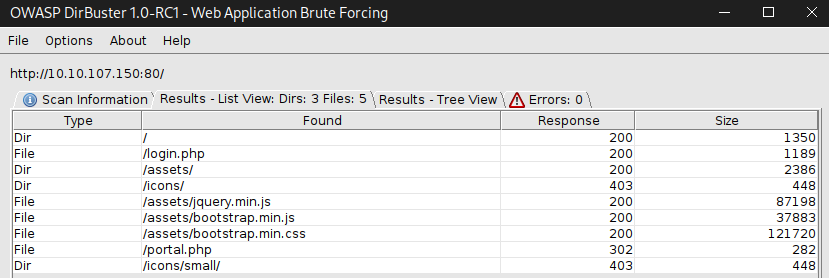 OWASP DirBuster 1.0-RC1 - Web Application Brute Forcing
File Options About Help
http://10.10.107.150:80/
Scan Information Results - List View: Dirs: 3 Files: 5 Results - Tree View Errors: 0
Type Found Response Size
Dir / 200 1350
File /login.php 200 1189
Dir /assets/ 200 2386
Dir /icons/ 403 448
File /assets/jquery.min.js 200 87198
File /assets/bootstrap.min.js 200 37883
File /assets/bootstrap.min.css 200 121720
File /portal.php 302 282
Dir /icons/small/ 403 448